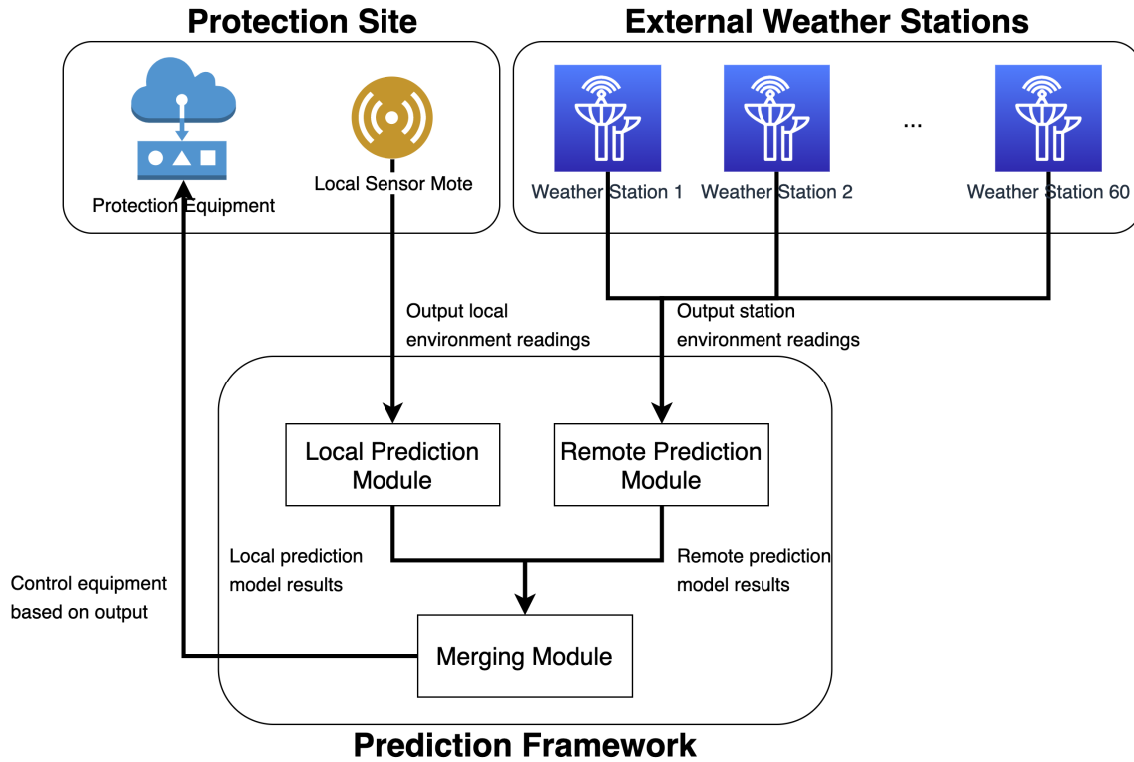 Protection Site
External Weather Stations
Local Sensor Mote
Protection Equipment
Weather Station 1
Weather Station 2
...
Weather Station 60
Output local
environment readings
Output station
environment readings
Local Prediction
Module
Remote Prediction
Module
Local prediction
model results
Remote prediction
model results
Control equipment
based on output
Merging Module
Prediction Framework